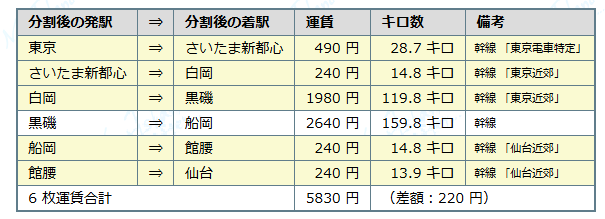 分割後の発駅 ⇒ 分割後の着駅 運賃 キロ数 備考
東京 ⇒ さいたま新都心 490 円 28.7 キロ 幹線 「東京電車特定」
さいたま新都心 ⇒ 白岡 240 円 14.8 キロ 幹線 「東京近郊」
白岡 ⇒ 黒磯 1980 円 119.8 キロ 幹線 「東京近郊」
黒磯 ⇒ 船岡 2640 円 159.8 キロ 幹線
船岡 ⇒ 館腰 240 円 14.8 キロ 幹線 「仙台近郊」
館腰 ⇒ 仙台 240 円 13.9 キロ 幹線 「仙台近郊」
6 枚運賃合計 5830 円 （差額：220 円）